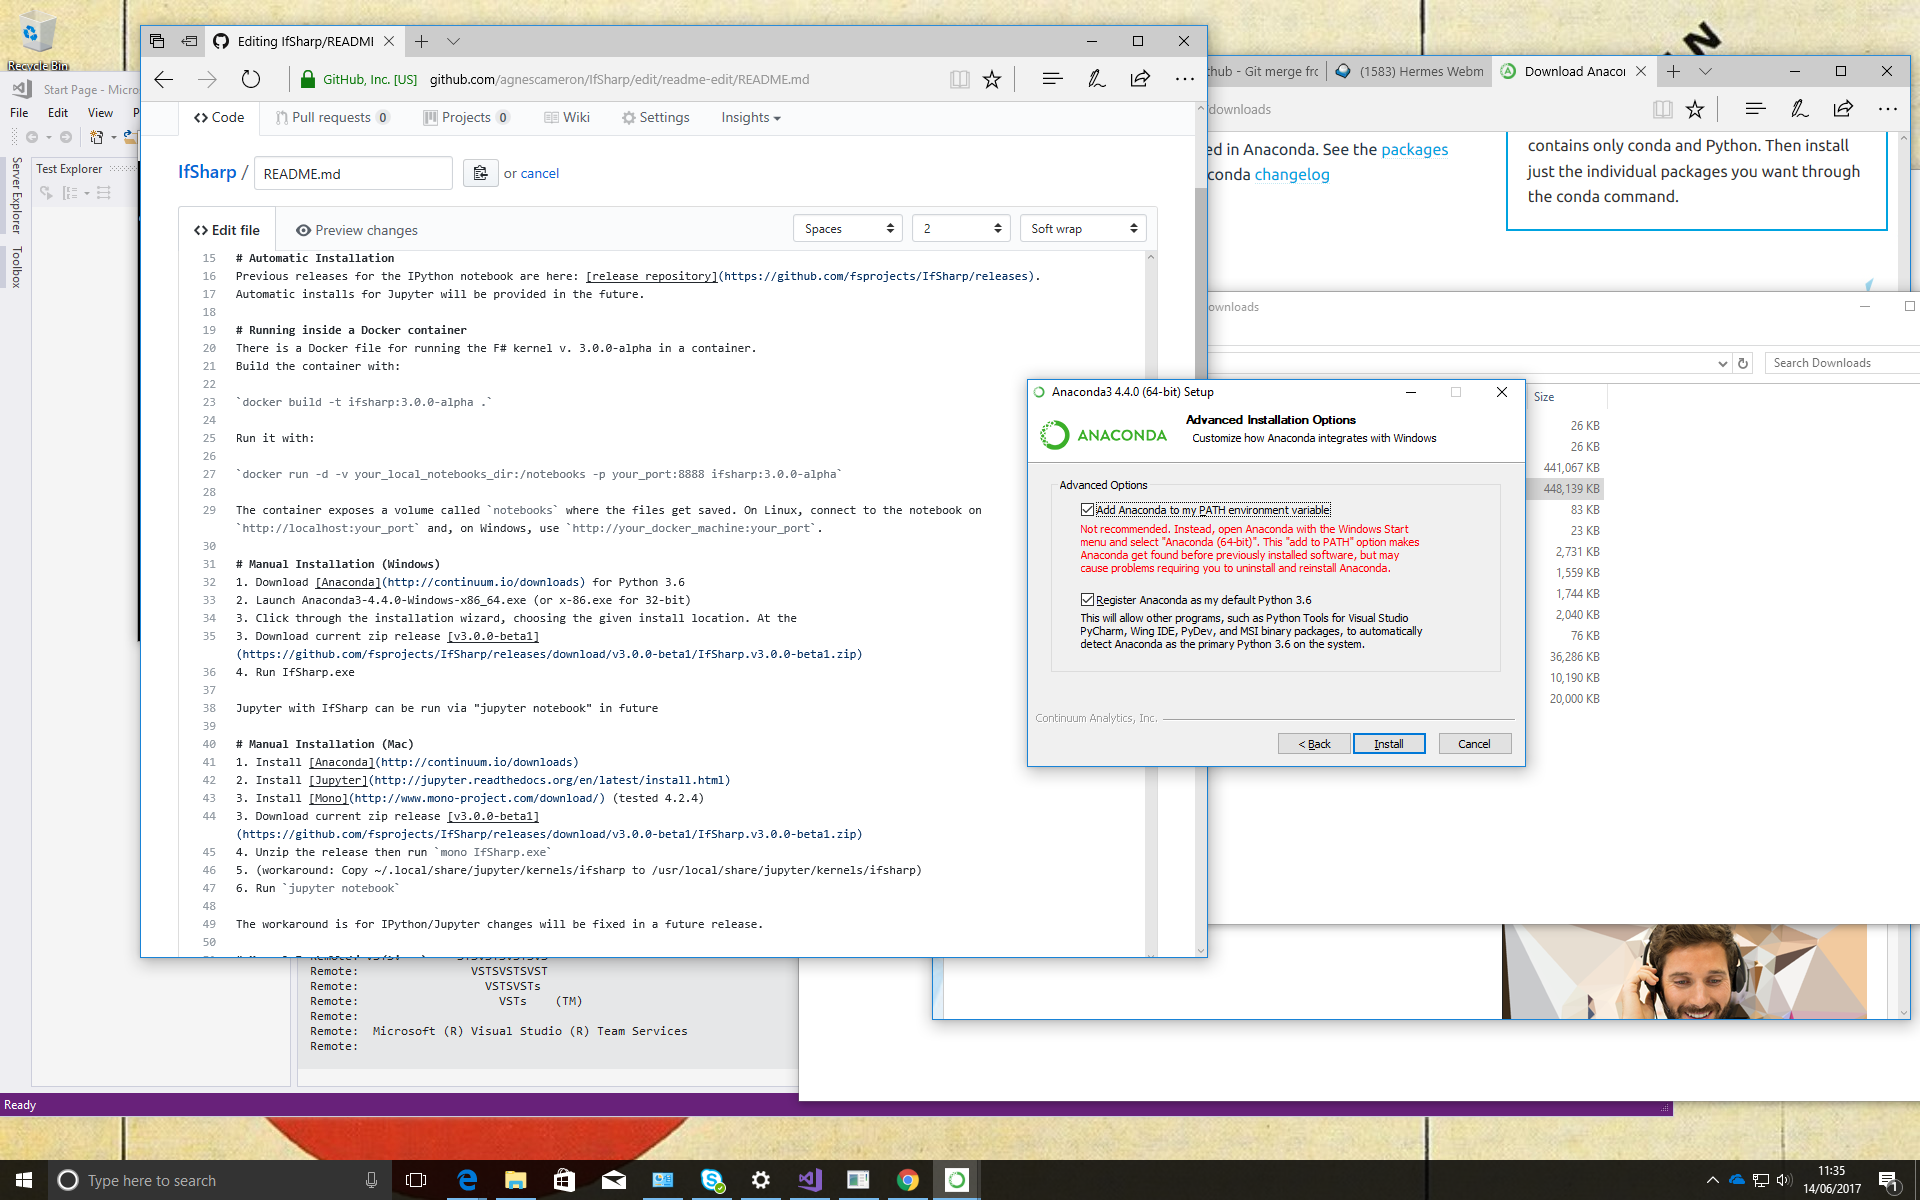 Recycle Bin
Start Page - Micro
File Edit View P
Server Explorer
Toolbox
Test Explorer
Editing IfSharp/READMI
GitHub, Inc. [US] github.com/agnescameron/IfSharp/edit/readme-edit/README.md
Code Pull requests 0 Projects 0 Wiki Settings Insights
IfSharp / README.md or cancel
Edit file Preview changes Spaces 2 Soft wrap
15 # Automatic Installation
16 Previous releases for the IPython notebook are here: [release repository](https://github.com/fsprojects/IfSharp/releases).
17 Automatic installs for Jupyter will be provided in the future.
18
19 # Running inside a Docker container
20 There is a Docker file for running the F# kernel v. 3.0.0-alpha in a container.
21 Build the container with:
22
23 `docker build -t ifsharp:3.0.0-alpha .`
24
25 Run it with:
26
27 `docker run -d -v your_local_notebooks_dir:/notebooks -p your_port:8888 ifsharp:3.0.0-alpha`
28
29 The container exposes a volume called `notebooks` where the files get saved. On Linux, connect to the notebook on
`http://localhost:your_port` and, on Windows, use `http://your_docker_machine:your_port`.
30
31 # Manual Installation (Windows)
32 1. Download [Anaconda](http://continuum.io/downloads) for Python 3.6
33 2. Launch Anaconda3-4.4.0-Windows-x86_64.exe (or x-86.exe for 32-bit)
34 3. Click through the installation wizard, choosing the given install location. At the
35 3. Download current zip release [v3.0.0-beta1]
(https://github.com/fsprojects/IfSharp/releases/download/v3.0.0-beta1/IfSharp.v3.0.0-beta1.zip)
36 4. Run IfSharp.exe
37
38 Jupyter with IfSharp can be run via "jupyter notebook" in future
39
40 # Manual Installation (Mac)
41 1. Install [Anaconda](http://continuum.io/downloads)
42 2. Install [Jupyter](http://jupyter.readthedocs.org/en/latest/install.html)
43 3. Install [Mono](http://www.mono-project.com/download/) (tested 4.2.4)
44 3. Download current zip release [v3.0.0-beta1]
(https://github.com/fsprojects/IfSharp/releases/download/v3.0.0-beta1/IfSharp.v3.0.0-beta1.zip)
45 4. Unzip the release then run `mono IfSharp.exe`
46 5. (workaround: Copy ~/.local/share/jupyter/kernels/ifsharp to /usr/local/share/jupyter/kernels/ifsharp)
47 6. Run `jupyter notebook`
48
49 The workaround is for IPython/Jupyter changes will be fixed in a future release.
50
Remote: VSTSVSTSVST
Remote: VSTSVSTs
Remote: VSTs (TM)
Remote:
Remote: Microsoft (R) Visual Studio (R) Team Services
Remote:
Ready
thub - Git merge frc (1583) Hermes Webm Download Anacor
downloads
ed in Anaconda. See the packages
conda changelog
contains only conda and Python. Then install
just the individual packages you want through
the conda command.
ownloads
Search Downloads
Size
26 KB
26 KB
441,067 KB
448,139 KB
83 KB
23 KB
2,731 KB
1,559 KB
1,744 KB
2,040 KB
76 KB
36,286 KB
10,190 KB
20,000 KB
Anaconda3 4.4.0 (64-bit) Setup
ANACONDA
Advanced Installation Options
Customize how Anaconda integrates with Windows
Advanced Options
Add Anaconda to my PATH environment variable
Not recommended. Instead, open Anaconda with the Windows Start
menu and select "Anaconda (64-bit)". This "add to PATH" option makes
Anaconda get found before previously installed software, but may
cause problems requiring you to uninstall and reinstall Anaconda.
Register Anaconda as my default Python 3.6
This will allow other programs, such as Python Tools for Visual Studio
PyCharm, Wing IDE, PyDev, and MSI binary packages, to automatically
detect Anaconda as the primary Python 3.6 on the system.
Continuum Analytics, Inc.
< Back Install Cancel
Type here to search
11:35
14/06/2017
1